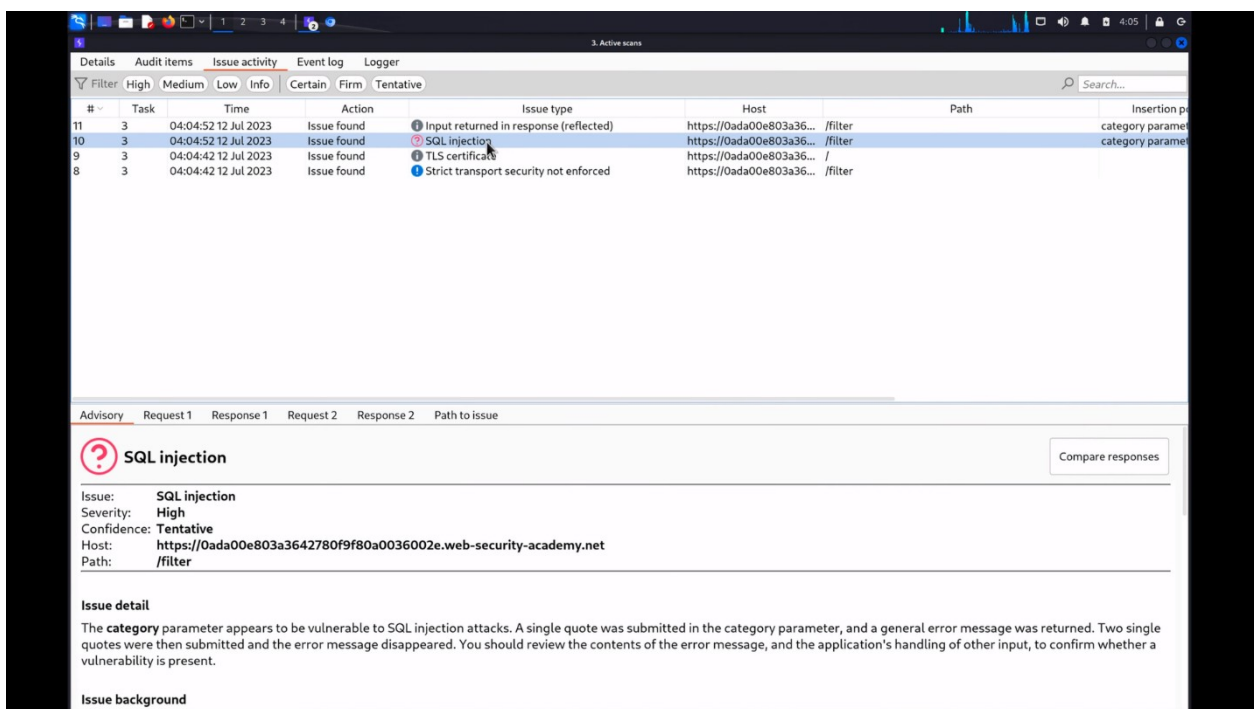 1 2 3 4 2 4:05
3. Active scans
Details Audit items Issue activity Event log Logger
Filter High Medium Low Info Certain Firm Tentative Search...
# Task Time Action Issue type Host Path Insertion po
11 3 04:04:52 12 Jul 2023 Issue found Input returned in response (reflected) https://0ada00e803a36... /filter category paramet
10 3 04:04:52 12 Jul 2023 Issue found SQL injection https://0ada00e803a36... /filter category paramet
9 3 04:04:42 12 Jul 2023 Issue found TLS certificate https://0ada00e803a36... /
8 3 04:04:42 12 Jul 2023 Issue found Strict transport security not enforced https://0ada00e803a36... /filter
Advisory Request 1 Response 1 Request 2 Response 2 Path to issue
SQL injection Compare responses
Issue: SQL injection
Severity: High
Confidence: Tentative
Host: https://0ada00e803a3642780f9f80a0036002e.web-security-academy.net
Path: /filter
Issue detail
The category parameter appears to be vulnerable to SQL injection attacks. A single quote was submitted in the category parameter, and a general error message was returned. Two single
quotes were then submitted and the error message disappeared. You should review the contents of the error message, and the application's handling of other input, to confirm whether a
vulnerability is present.
Issue background